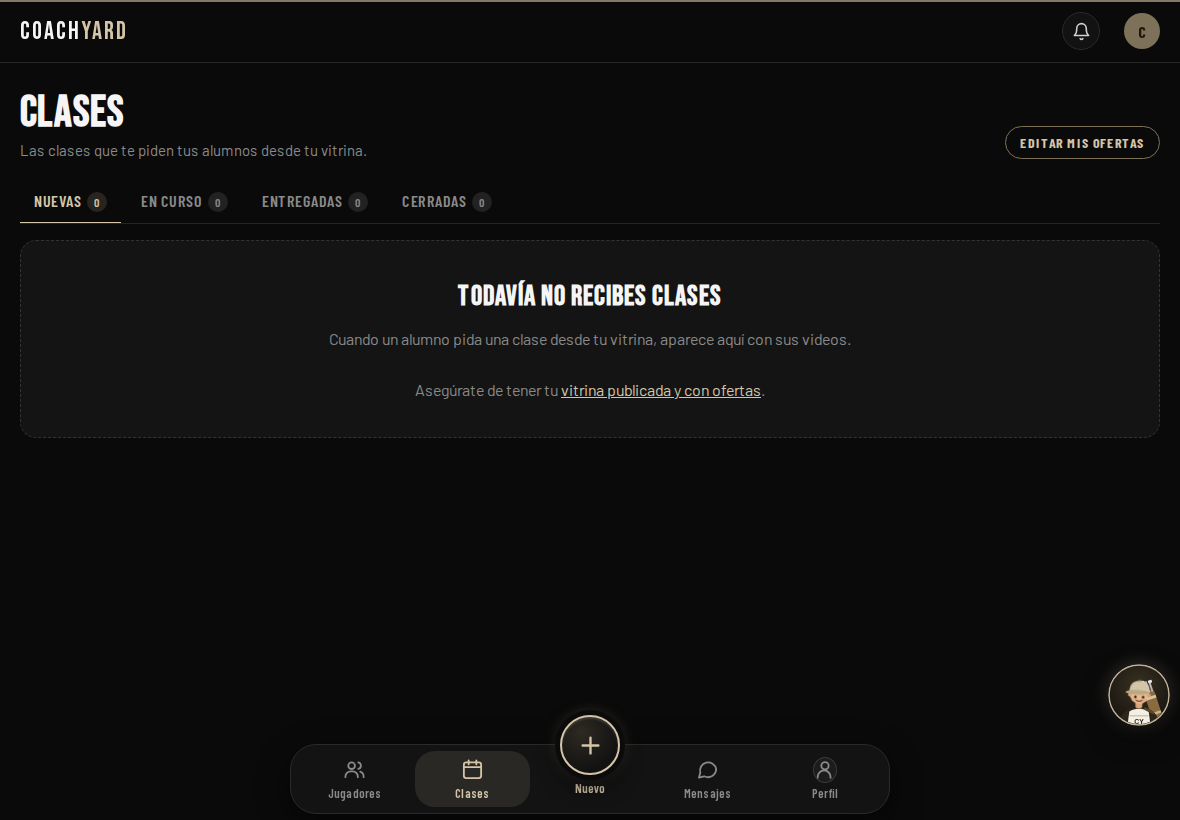 COACHYARD
C
CLASES
Las clases que te piden tus alumnos desde tu vitrina.
EDITAR MIS OFERTAS
NUEVAS 0 EN CURSO 0 ENTREGADAS 0 CERRADAS 0
TODAVÍA NO RECIBES CLASES
Cuando un alumno pida una clase desde tu vitrina, aparece aquí con sus videos.
Asegúrate de tener tu vitrina publicada y con ofertas.
CY
Jugadores Clases Nuevo Mensajes Perfil